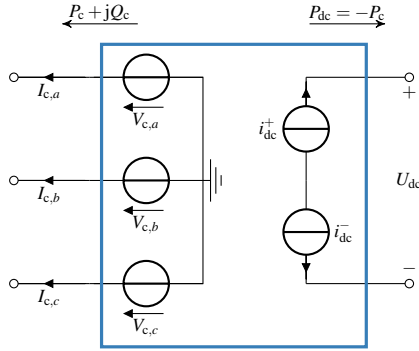 P_c + jQ_c
P_dc = −P_c
I_c,a
V_c,a
i_dc^+
+
I_c,b
V_c,b
U_dc
i_dc^−
−
I_c,c
V_c,c